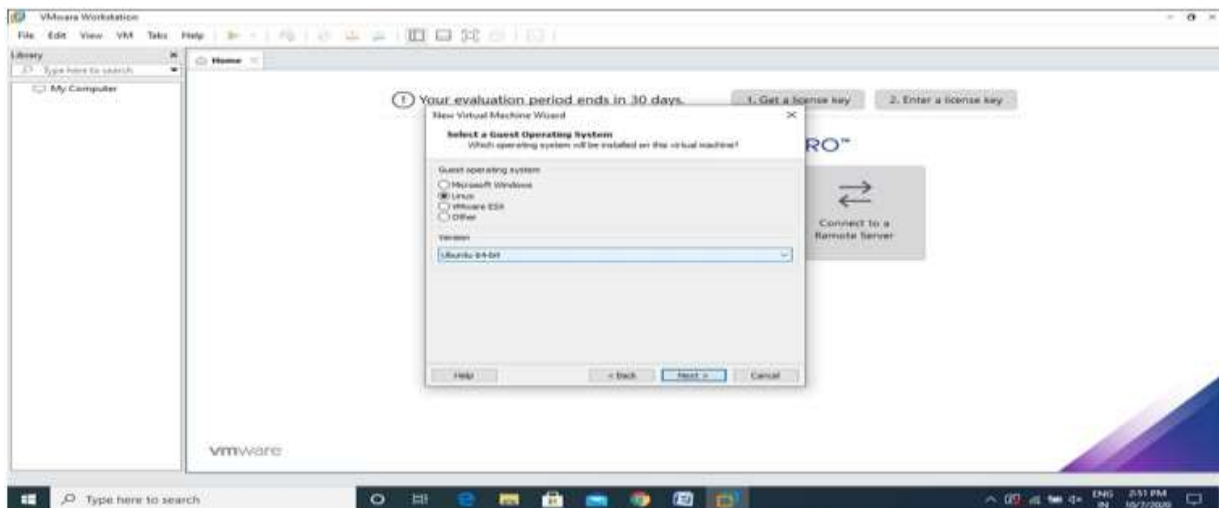 VMware Workstation
File Edit View VM Tabs Help
Library
Type here to search
My Computer
Home
Your evaluation period ends in 30 days.
1. Get a license key
2. Enter a license key
New Virtual Machine Wizard
Select a Guest Operating System
Which operating system will be installed on this virtual machine?
RO™
Guest operating system
Microsoft Windows
Linux
VMware ESX
Other
Version
Ubuntu 64-bit
Connect to a
Remote Server
Help
< Back
Next >
Cancel
vmware
Type here to search
ENG
IN
2:51 PM
10/7/2020